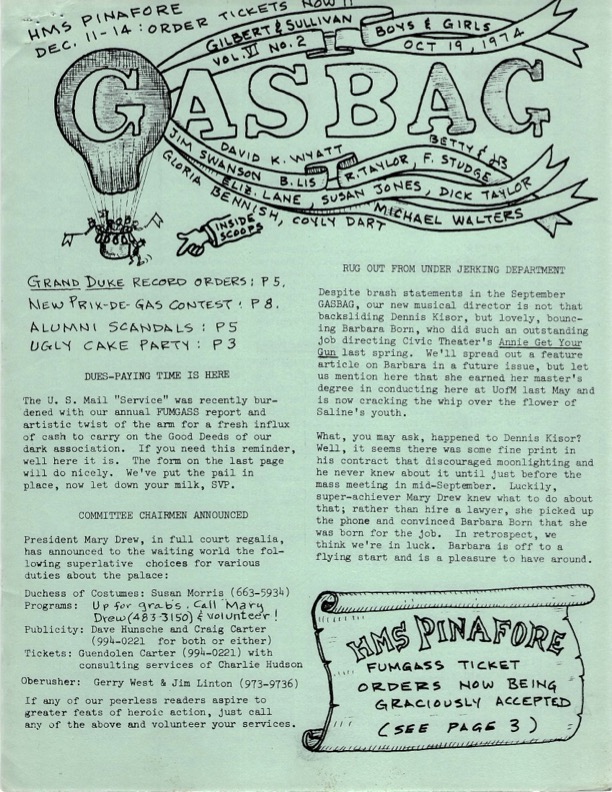 HMS PINAFORE
DEC. 11-14: ORDER TICKETS NOW!!
GILBERT & SULLIVAN
BOYS & GIRLS
VOL. VI NO. 2
OCT 19, 1974
GASBAG
DAVID K. WYATT
BETTY & JB
JIM SWANSON
B. LIS
R. TAYLOR, F. STUDGE
GLORIA BENNISH, COYLY DART
ELIZ. LANE, SUSAN JONES, DICK TAYLOR
MICHAEL WALTERS
INSIDE
SCOOPS
GRAND DUKE RECORD ORDERS: P5.
NEW PRIX-DE-GAS CONTEST: P8.
ALUMNI SCANDALS: P5
UGLY CAKE PARTY: P3
DUES-PAYING TIME IS HERE
The U. S. Mail "Service" was recently bur-
dened with our annual FUMGASS report and
artistic twist of the arm for a fresh influx
of cash to carry on the Good Deeds of our
dark association. If you need this reminder,
well here it is. The form on the last page
will do nicely. We've put the pail in
place, now let down your milk, SVP.
COMMITTEE CHAIRMEN ANNOUNCED
President Mary Drew, in full court regalia,
has announced to the waiting world the fol-
lowing superlative choices for various
duties about the palace:
Duchess of Costumes: Susan Morris (663-5934)
Programs: Up for grabs. Call Mary
Drew (483-3150) & volunteer!
Publicity: Dave Hunsche and Craig Carter
(994-0221 for both or either)
Tickets: Guendolen Carter (994-0221) with
consulting services of Charlie Hudson
Oberusher: Gerry West & Jim Linton (973-9736)
If any of our peerless readers aspire to
greater feats of heroic action, just call
any of the above and volunteer your services.
RUG OUT FROM UNDER JERKING DEPARTMENT
Despite brash statements in the September
GASBAG, our new musical director is not that
backsliding Dennis Kisor, but lovely, bounc-
ing Barbara Born, who did such an outstanding
job directing Civic Theater's Annie Get Your
Gun last spring. We'll spread out a feature
article on Barbara in a future issue, but let
us mention here that she earned her master's
degree in conducting here at UofM last May and
is now cracking the whip over the flower of
Saline's youth.
What, you may ask, happened to Dennis Kisor?
Well, it seems there was some fine print in
his contract that discouraged moonlighting and
he never knew about it until just before the
mass meeting in mid-September. Luckily,
super-achiever Mary Drew knew what to do about
that; rather than hire a lawyer, she picked up
the phone and convinced Barbara Born that she
was born for the job. In retrospect, we
think we're in luck. Barbara is off to a
flying start and is a pleasure to have around.
HMS PINAFORE
FUMGASS TICKET
ORDERS NOW BEING
GRACIOUSLY ACCEPTED
(SEE PAGE 3)